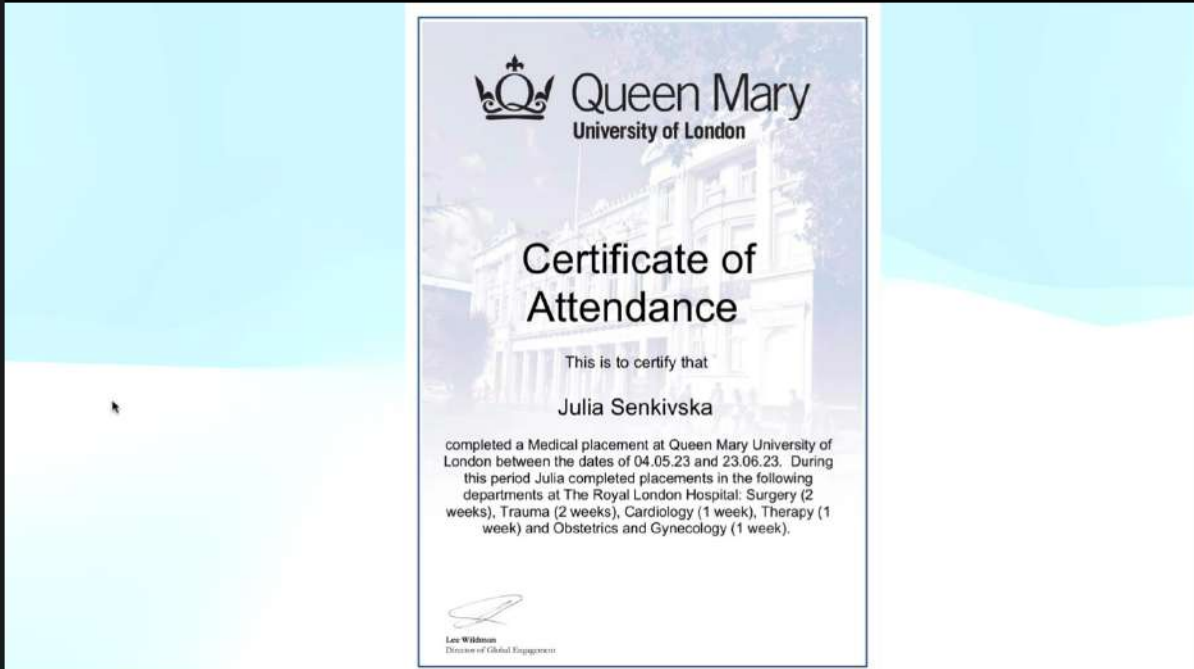 Queen Mary
University of London
Certificate of
Attendance
This is to certify that
Julia Senkivska
completed a Medical placement at Queen Mary University of
London between the dates of 04.05.23 and 23.06.23. During
this period Julia completed placements in the following
departments at The Royal London Hospital: Surgery (2
weeks), Trauma (2 weeks), Cardiology (1 week), Therapy (1
week) and Obstetrics and Gynecology (1 week).
Lee Wildman
Director of Global Engagement